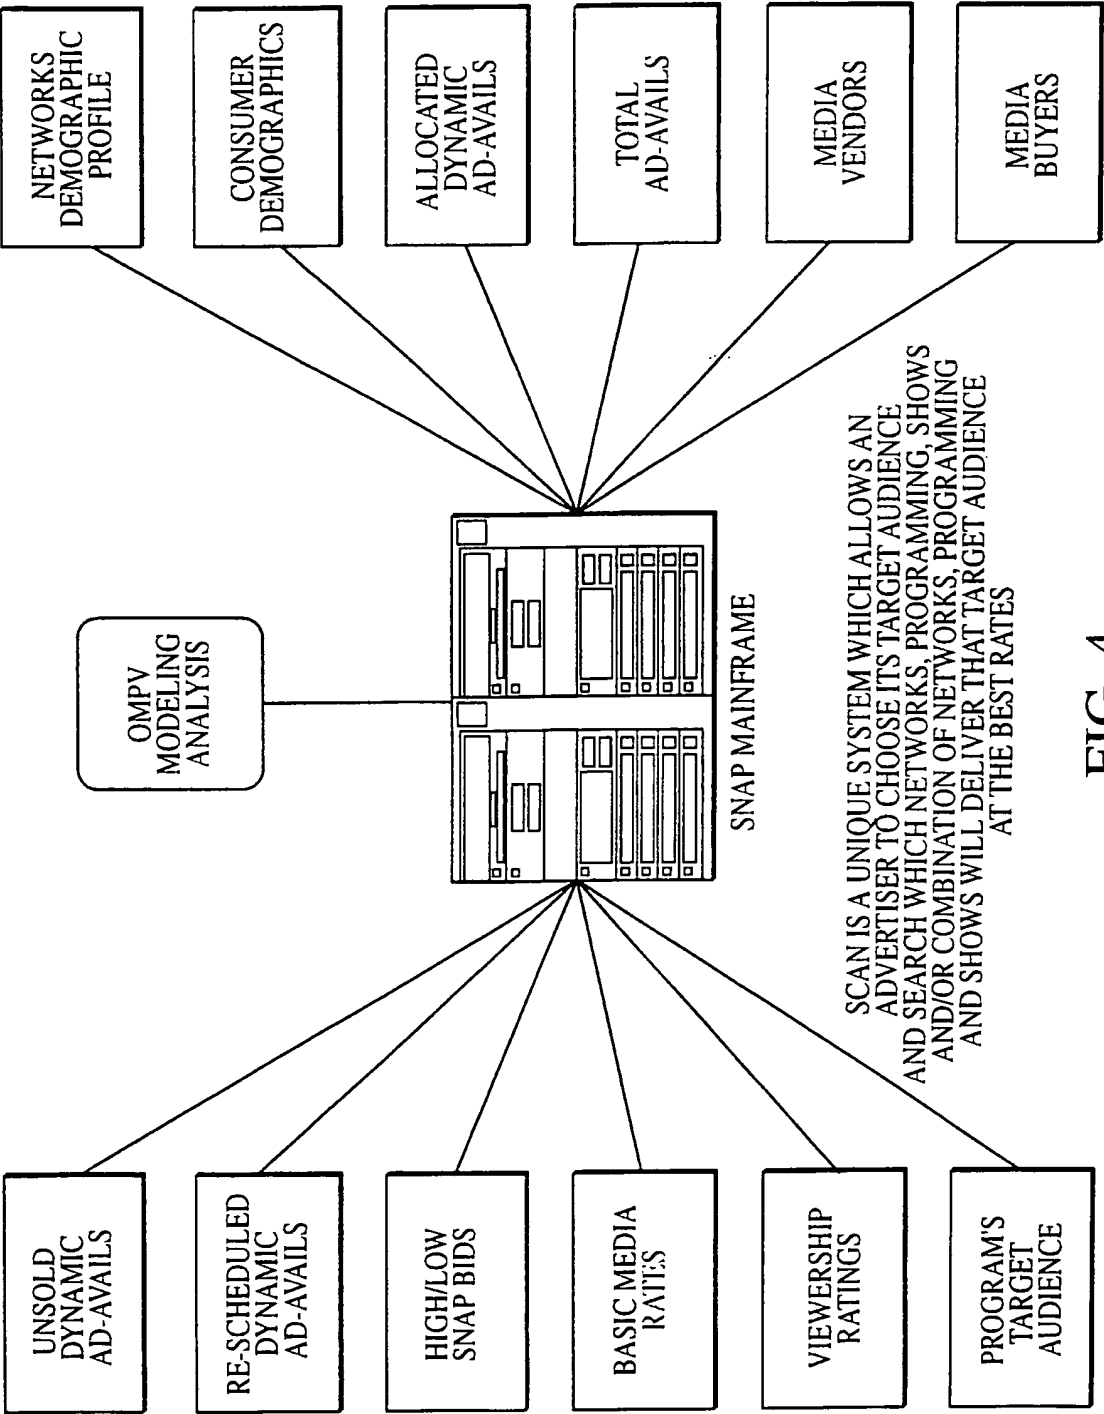 UNSOLD
DYNAMIC
AD-AVAILS
RE-SCHEDULED
DYNAMIC
AD-AVAILS
HIGH/LOW
SNAP BIDS
BASIC MEDIA
RATES
VIEWERSHIP
RATINGS
PROGRAM'S
TARGET
AUDIENCE
OMPV
MODELING
ANALYSIS
SNAP MAINFRAME
SCAN IS A UNIQUE SYSTEM WHICH ALLOWS AN
ADVERTISER TO CHOOSE ITS TARGET AUDIENCE
AND SEARCH WHICH NETWORKS, PROGRAMMING, SHOWS
AND/OR COMBINATION OF NETWORKS, PROGRAMMING
AND SHOWS WILL DELIVER THAT TARGET AUDIENCE
AT THE BEST RATES
NETWORKS
DEMOGRAPHIC
PROFILE
CONSUMER
DEMOGRAPHICS
ALLOCATED
DYNAMIC
AD-AVAILS
TOTAL
AD-AVAILS
MEDIA
VENDORS
MEDIA
BUYERS
FIG. 4